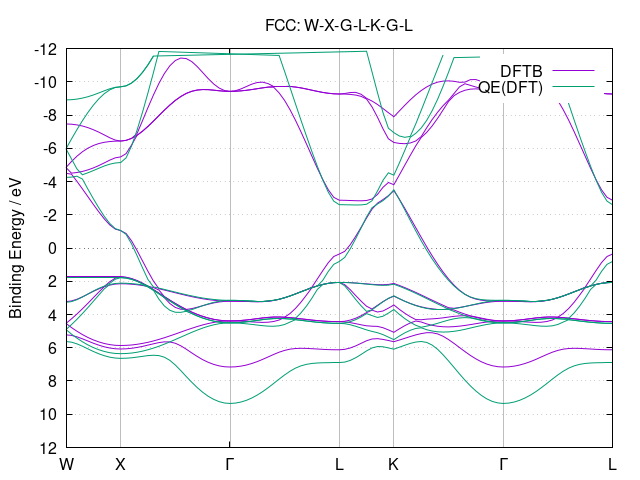 FCC: W-X-G-L-K-G-L
DFTB
QE(DFT)
Binding Energy / eV
-12
-10
-8
-6
-4
-2
0
2
4
6
8
10
12
W X Γ L K Γ L